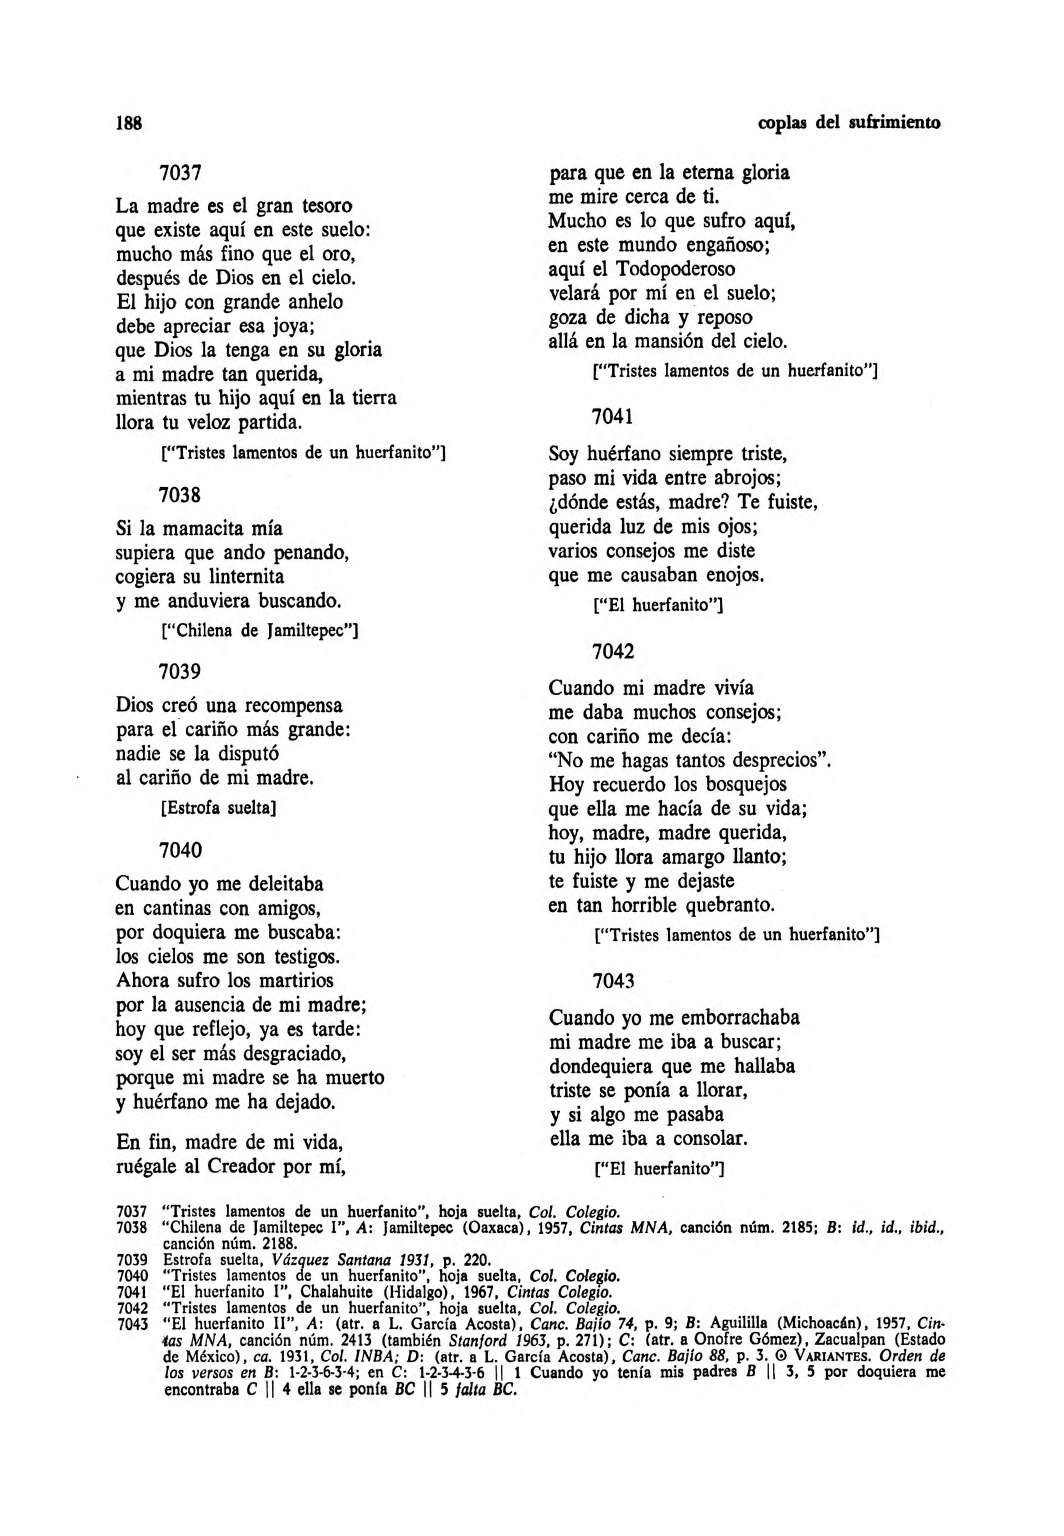 188
coplas del sufrimiento
7037
La madre es el gran tesoro
que existe aquí en este suelo:
mucho más fino que el oro,
después de Dios en el cielo.
El hijo con grande anhelo
debe apreciar esa joya;
que Dios la tenga en su gloria
a mi madre tan querida,
mientras tu hijo aquí en la tierra
llora tu veloz partida.
["Tristes lamentos de un huerfanito"]
7038
Si la mamacita mía
supiera que ando penando,
cogiera su linternita
y me anduviera buscando.
["Chilena de Jamiltepec"]
7039
Dios creó una recompensa
para el cariño más grande:
nadie se la disputó
al cariño de mi madre.
[Estrofa suelta]
7040
Cuando yo me deleitaba
en cantinas con amigos,
por doquiera me buscaba:
los cielos me son testigos.
Ahora sufro los martirios
por la ausencia de mi madre;
hoy que reflejo, ya es tarde:
soy el ser más desgraciado,
porque mi madre se ha muerto
y huérfano me ha dejado.
En fin, madre de mi vida,
ruégale al Creador por mí,
para que en la eterna gloria
me mire cerca de ti.
Mucho es lo que sufro aquí,
en este mundo engañoso;
aquí el Todopoderoso
velará por mí en el suelo;
goza de dicha y reposo
allá en la mansión del cielo.
["Tristes lamentos de un huerfanito"]
7041
Soy huérfano siempre triste,
paso mi vida entre abrojos;
¿dónde estás, madre? Te fuiste,
querida luz de mis ojos;
varios consejos me diste
que me causaban enojos.
["El huerfanito"]
7042
Cuando mi madre vivía
me daba muchos consejos;
con cariño me decía:
"No me hagas tantos desprecios".
Hoy recuerdo los bosquejos
que ella me hacía de su vida;
hoy, madre, madre querida,
tu hijo llora amargo llanto;
te fuiste y me dejaste
en tan horrible quebranto.
["Tristes lamentos de un huerfanito"]
7043
Cuando yo me emborrachaba
mi madre me iba a buscar;
dondequiera que me hallaba
triste se ponía a llorar,
y si algo me pasaba
ella me iba a consolar.
["El huerfanito"]
7037 "Tristes lamentos de un huerfanito", hoja suelta, Col. Colegio.
7038 "Chilena de Jamiltepec I", A: Jamiltepec (Oaxaca), 1957, Cintas MNA, canción núm. 2185; B: id., id., ibid.,
canción núm. 2188.
7039 Estrofa suelta, Vázquez Santana 1931, p. 220.
7040 "Tristes lamentos de un huerfanito", hoja suelta, Col. Colegio.
7041 "El huerfanito I", Chalahuite (Hidalgo), 1967, Cintas Colegio.
7042 "Tristes lamentos de un huerfanito", hoja suelta, Col. Colegio.
7043 "El huerfanito II", A: (atr. a L. García Acosta), Canc. Bajío 74, p. 9; B: Aguililla (Michoacán), 1957, Cin-
tas MNA, canción núm. 2413 (también Stanford 1963, p. 271); C: (atr. a Onofre Gómez), Zacualpan (Estado
de México), ca. 1931, Col. INBA; D: (atr. a L. García Acosta), Canc. Bajío 88, p. 3. ⊙ VARIANTES. Orden de
los versos en B: 1-2-3-6-3-4; en C: 1-2-3-4-3-6 || 1 Cuando yo tenía mis padres B || 3, 5 por doquiera me
encontraba C || 4 ella se ponía BC || 5 falta BC.